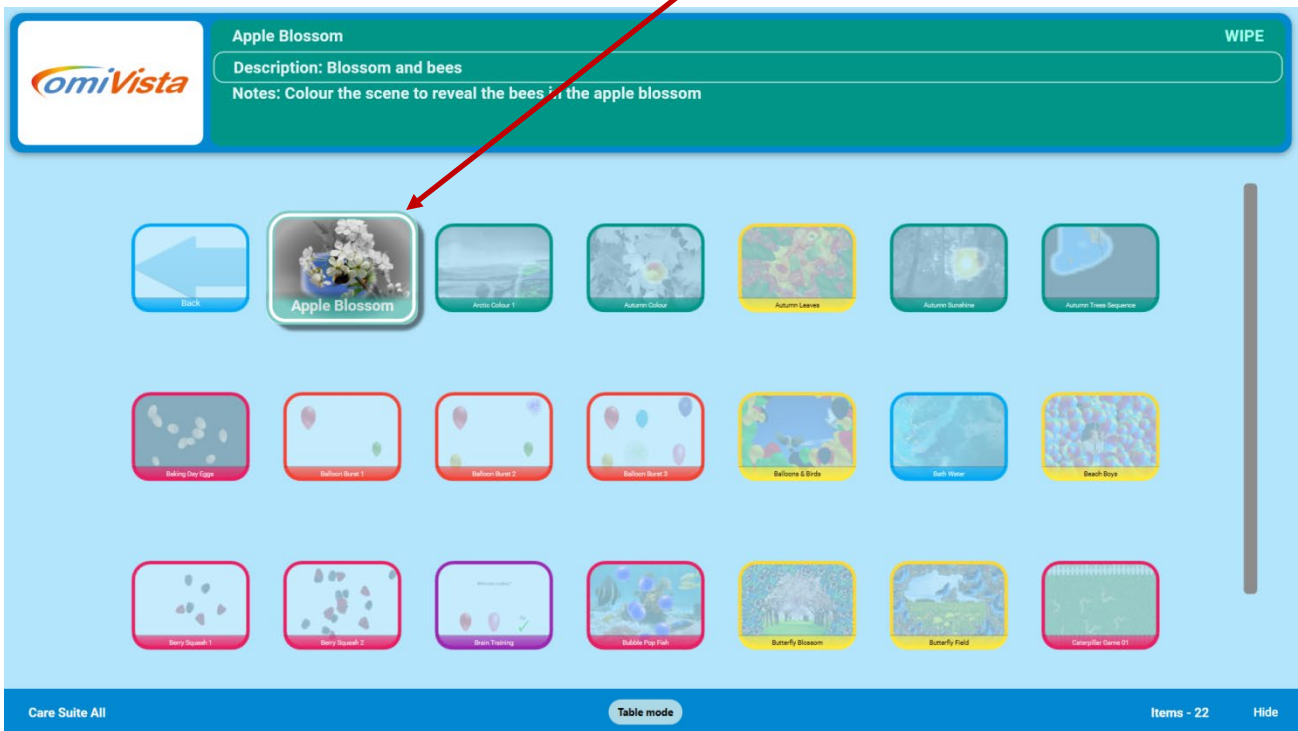 Apple Blossom WIPE
OmiVista
Description: Blossom and bees
Notes: Colour the scene to reveal the bees in the apple blossom
Back
Apple Blossom
Arctic Colour 1
Autumn Colour
Autumn Leaves
Autumn Sunshine
Autumn Trees Sequence
Baking Day Eggs
Balloon Burst 1
Balloon Burst 2
Balloon Burst 3
Balloons & Birds
Bath Water
Beach Boys
Berry Squash 1
Berry Squash 2
Brain Training
Bubble Pop Fish
Butterfly Blossom
Butterfly Field
Caterpillar Game 01
Care Suite All
Table mode
Items - 22
Hide